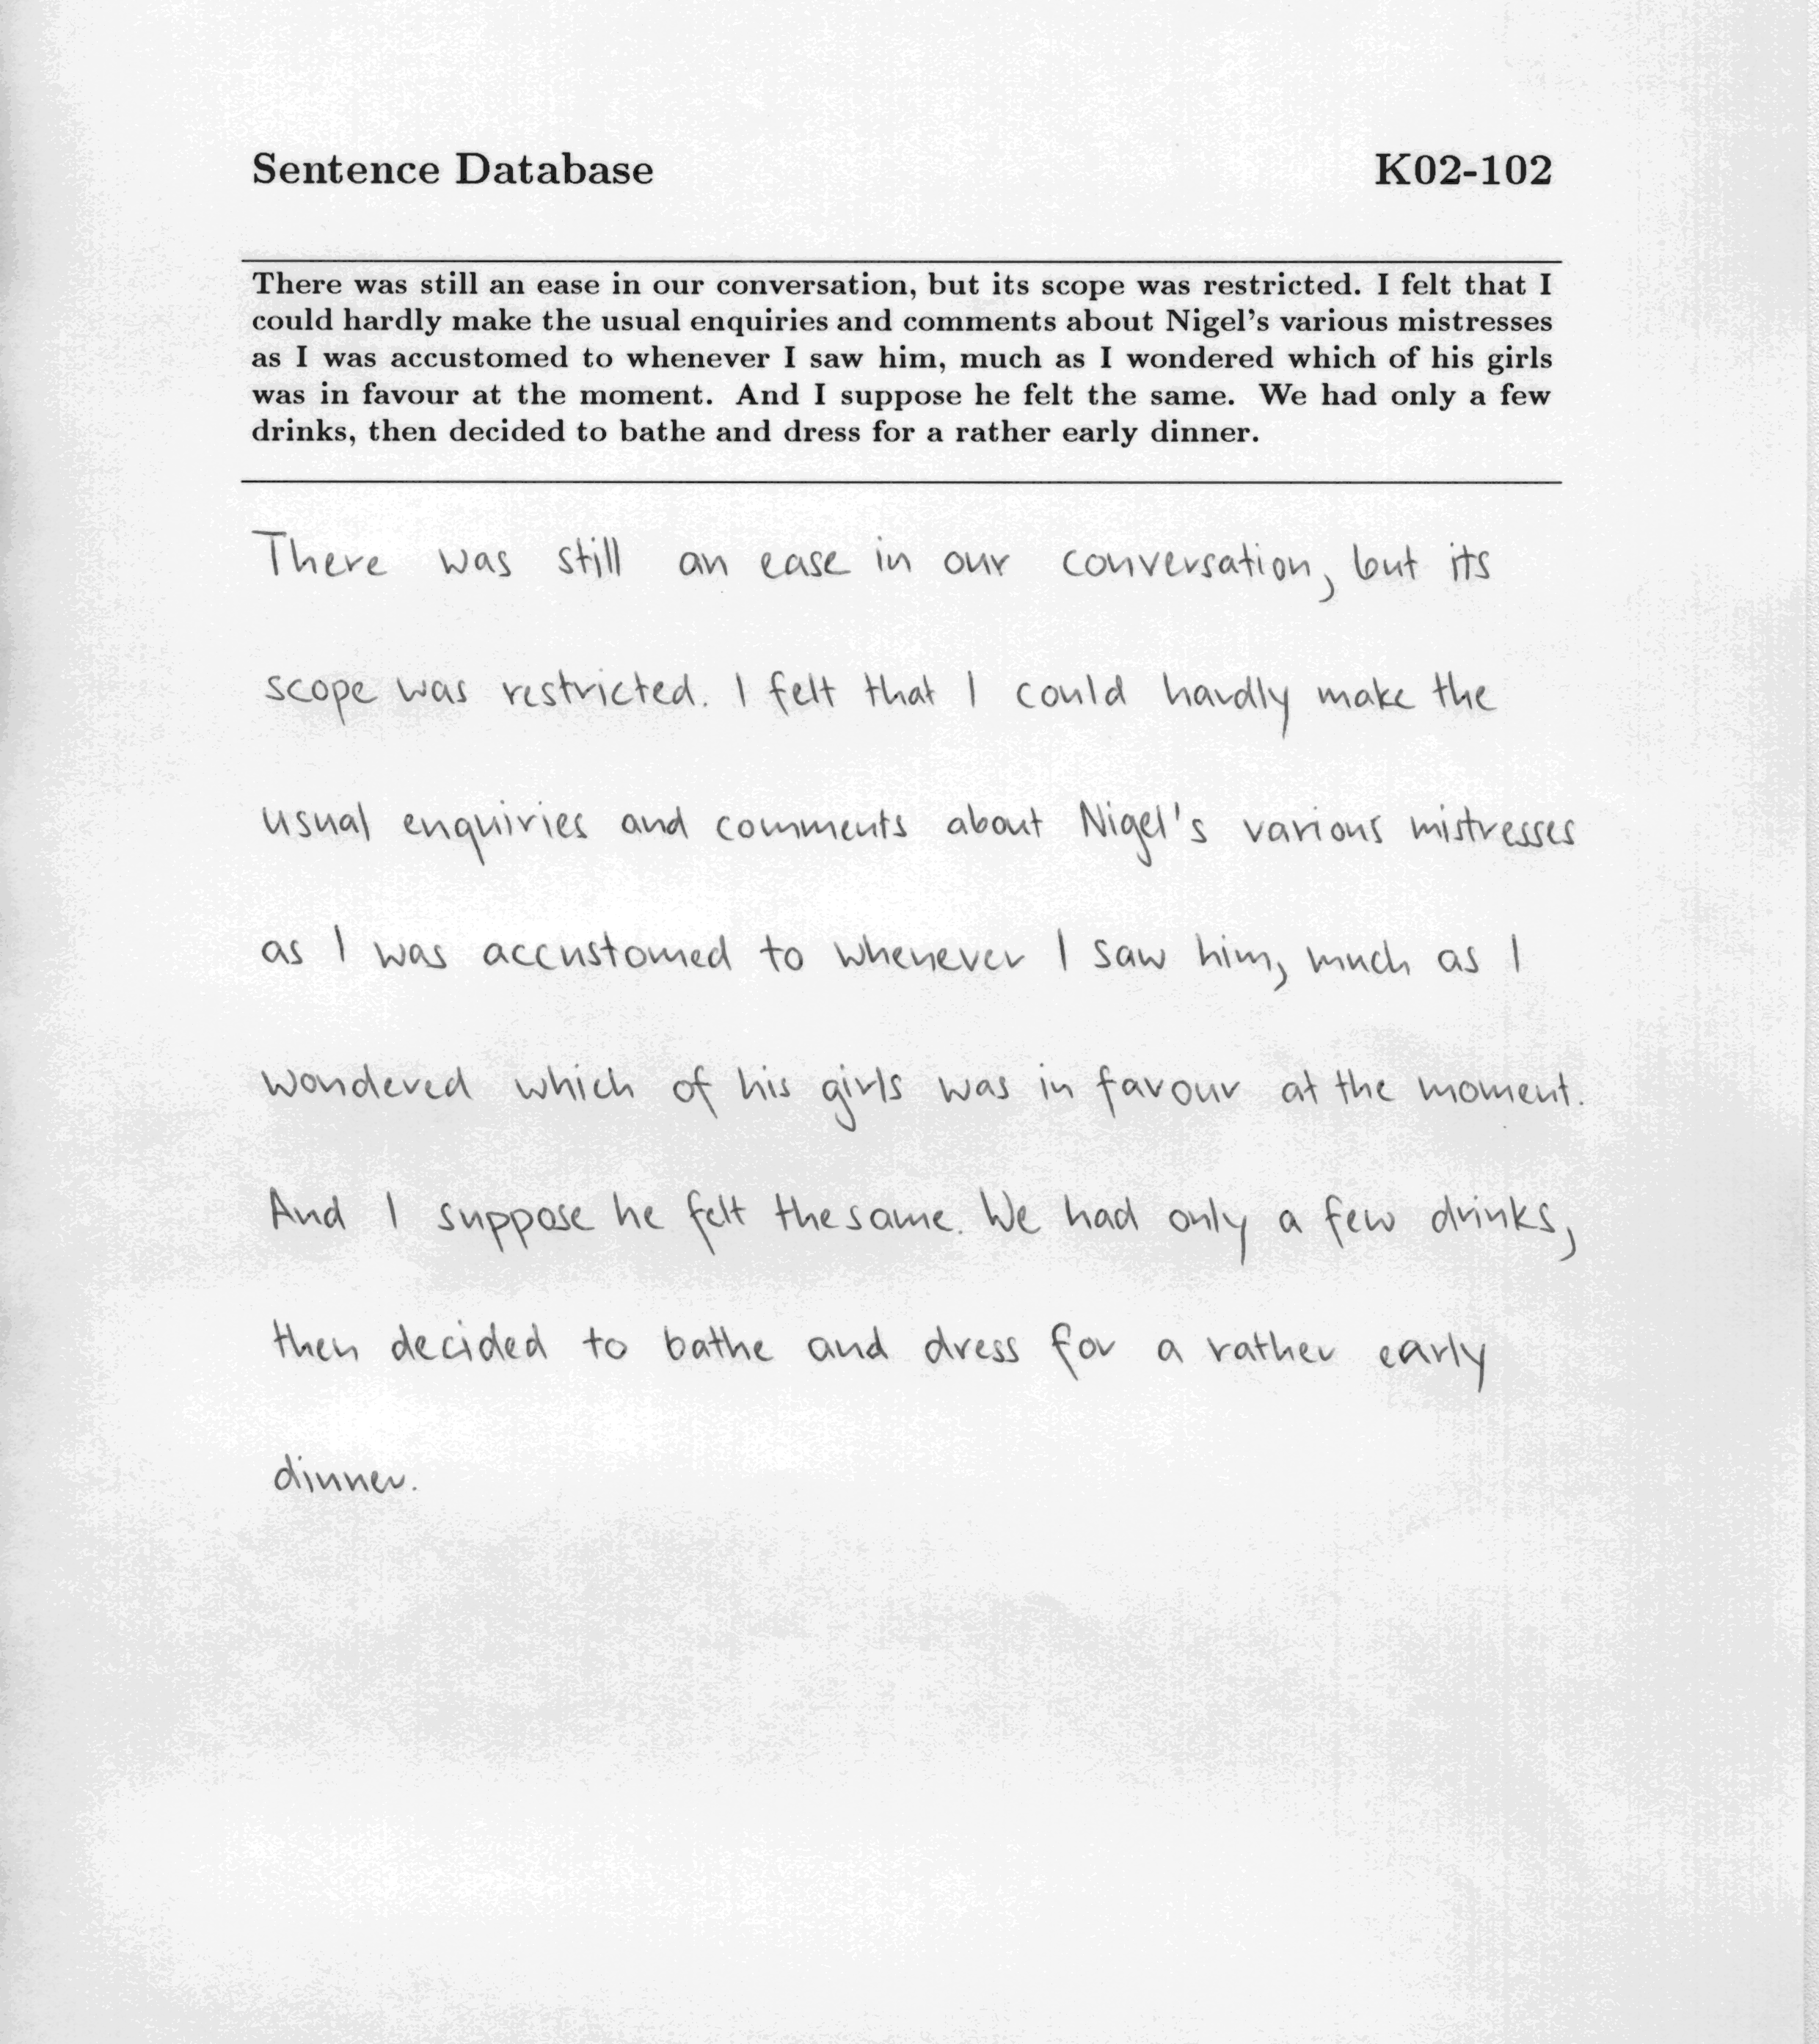 Sentence Database K02-102
There was still an ease in our conversation, but its scope was restricted. I felt that I
could hardly make the usual enquiries and comments about Nigel's various mistresses
as I was accustomed to whenever I saw him, much as I wondered which of his girls
was in favour at the moment. And I suppose he felt the same. We had only a few
drinks, then decided to bathe and dress for a rather early dinner.
There was still an ease in our conversation, but its
scope was restricted. I felt that I could hardly make the
usual enquiries and comments about Nigel's various mistresses
as I was accustomed to whenever I saw him, much as I
wondered which of his girls was in favour at the moment.
And I suppose he felt the same. We had only a few drinks,
then decided to bathe and dress for a rather early
dinner.